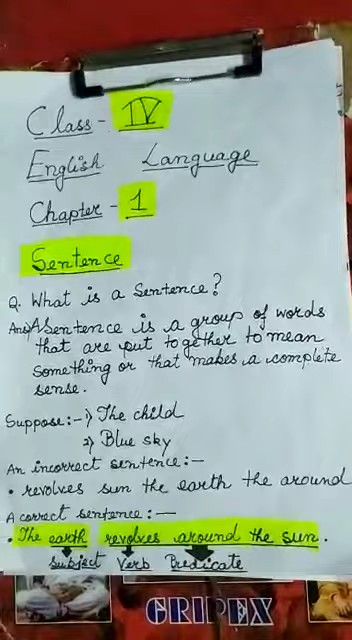 Class - IV
English Language
Chapter - 1
Sentence
Q. What is a Sentence?
Ans) A Sentence is a group of words
that are put together to mean
something or that makes a complete
sense.
Suppose:- 1) The child
2) Blue sky
An incorrect sentence:-
• revolves sun the earth the around
A correct sentence:-
• The earth revolves around the sun.
Subject Verb Predicate
GRIPEX